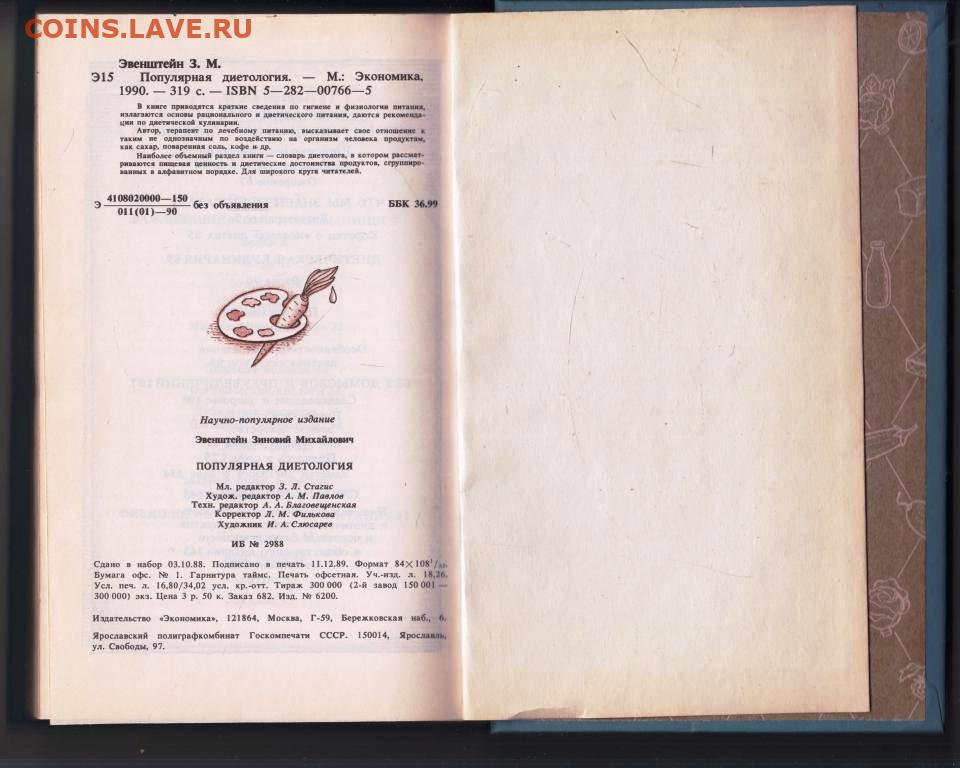 COINS.LAVE.RU
Эвенштейн З. М.
Э15 Популярная диетология. — М.: Экономика,
1990. — 319 с. — ISBN 5—282—00766—5
В книге приводятся краткие сведения по гигиене и физиологии питания,
излагаются основы рационального и диетического питания, даются рекоменда-
ции по диетической кулинарии.
Автор, терапевт по лечебному питанию, высказывает свое отношение к
таким не однозначным по воздействию на организм человека продуктам,
как сахар, поваренная соль, кофе и др.
Наиболее объемный раздел книги — словарь диетолога, в котором рассмат-
риваются пищевая ценность и диетические достоинства продуктов, сгруппиро-
ванных в алфавитном порядке. Для широкого круга читателей.
Э 4108020000—150 / 011(01)—90 без объявления ББК 36.99
Научно-популярное издание
Эвенштейн Зиновий Михайлович
ПОПУЛЯРНАЯ ДИЕТОЛОГИЯ
Мл. редактор З. Л. Стагис
Худож. редактор А. М. Павлов
Техн. редактор А. А. Благовещенская
Корректор Л. М. Филькова
Художник И. А. Слюсарев
ИБ № 2988
Сдано в набор 03.10.88. Подписано в печать 11.12.89. Формат 84×108¹/₃₂.
Бумага офс. № 1. Гарнитура таймс. Печать офсетная. Уч.-изд. л. 18,26.
Усл. печ. л. 16,80/34,02 усл. кр.-отт. Тираж 300 000 (2-й завод 150 001—
300 000) экз. Цена 3 р. 50 к. Заказ 682. Изд. № 6200.
Издательство «Экономика», 121864, Москва, Г-59, Бережковская наб., 6.
Ярославский полиграфкомбинат Госкомпечати СССР. 150014, Ярославль,
ул. Свободы, 97.